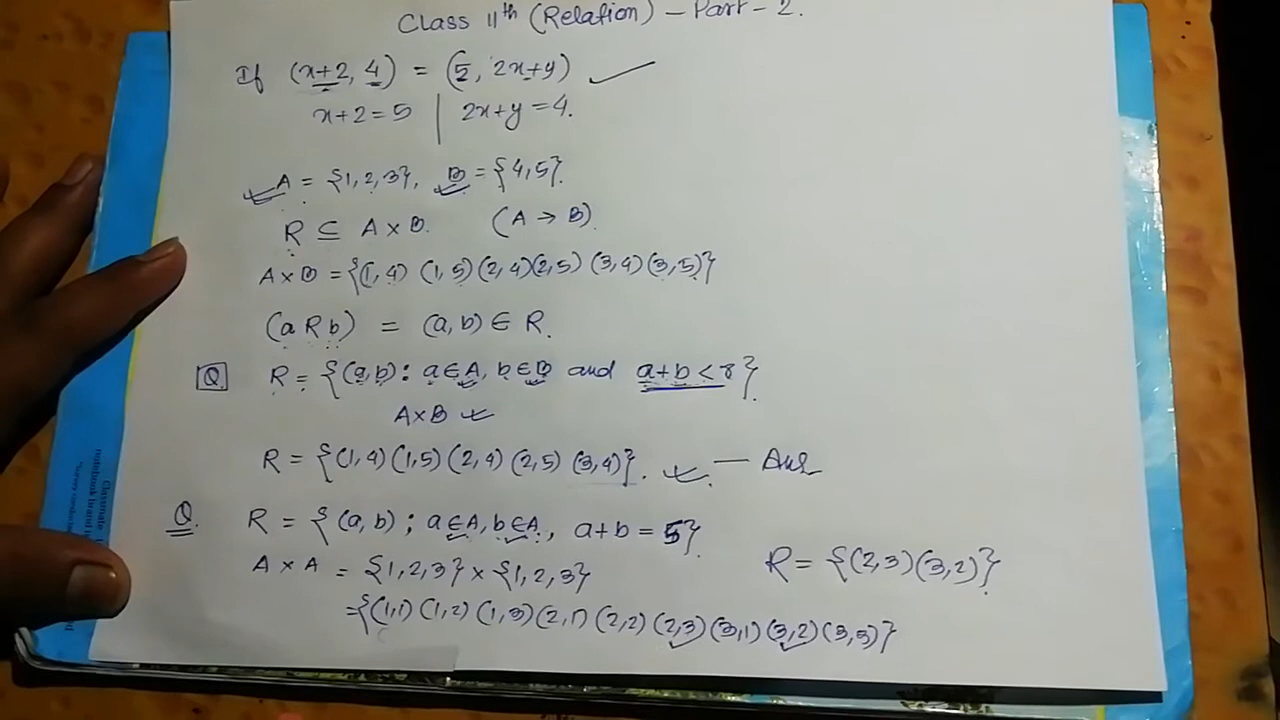 Class 11th (Relation) - Part - 2.
If (x+2, 4) = (5, 2x+y)
x+2 = 5 | 2x+y = 4.
A = {1, 2, 3}, B = {4, 5}.
R ⊆ A × B. (A → B).
A × B = {(1, 4) (1, 5) (2, 4) (2, 5) (3, 4) (3, 5)}
(a R b) = (a, b) ∈ R.
Q. R = {(a, b) : a ∈ A, b ∈ B and a+b < 8}.
A×B
R = {(1, 4) (1, 5) (2, 4) (2, 5) (3, 4)}. — Ans
Q. R = {(a, b) ; a ∈ A, b ∈ A, a+b = 5}.
A × A = {1, 2, 3} × {1, 2, 3}
R = {(2, 3) (3, 2)}.
= {(1,1) (1,2) (1,3) (2,1) (2,2) (2,3) (3,1) (3,2) (3,3)}
Classmate
notebook brand